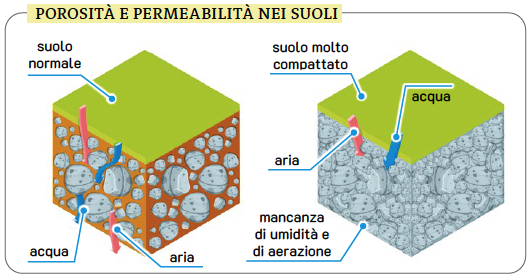 POROSITÀ E PERMEABILITÀ NEI SUOLI
suolo
normale
acqua
aria
suolo molto
compattato
acqua
aria
mancanza
di umidità e
di aerazione